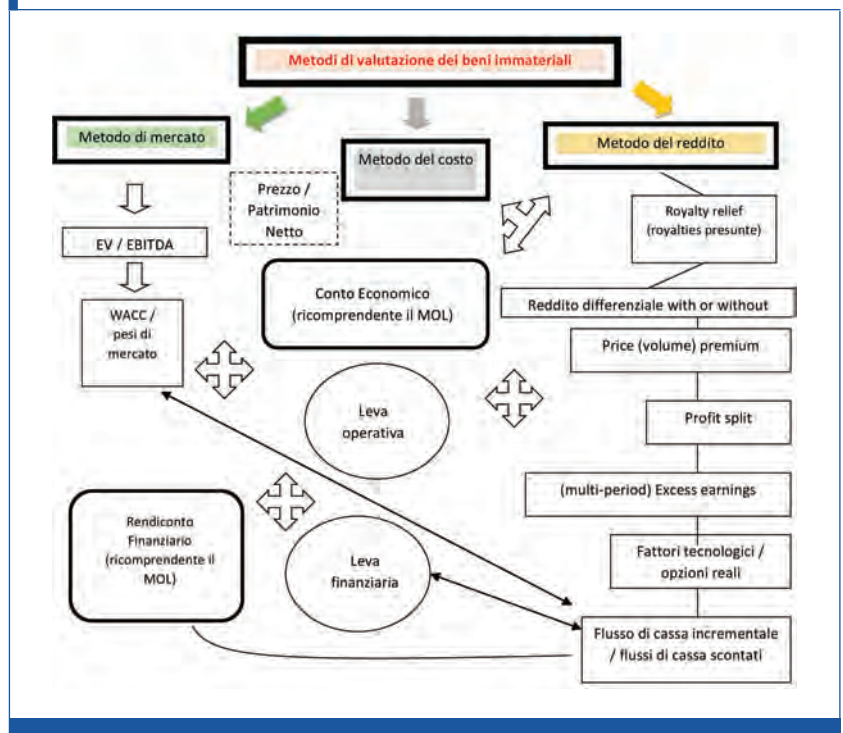 Metodi di valutazione dei beni immateriali
Metodo di mercato
Metodo del costo
Metodo del reddito
Prezzo /
Patrimonio
Netto
Royalty relief
(royalties presunte)
EV / EBITDA
Conto Economico
(ricomprendente il MOL)
Reddito differenziale with or without
WACC /
pesi di
mercato
Price (volume) premium
Leva
operativa
Profit split
(multi-period) Excess earnings
Rendiconto
Finanziario
(ricomprendente il
MOL)
Leva
finanziaria
Fattori tecnologici /
opzioni reali
Flusso di cassa incrementale
/ flussi di cassa scontati